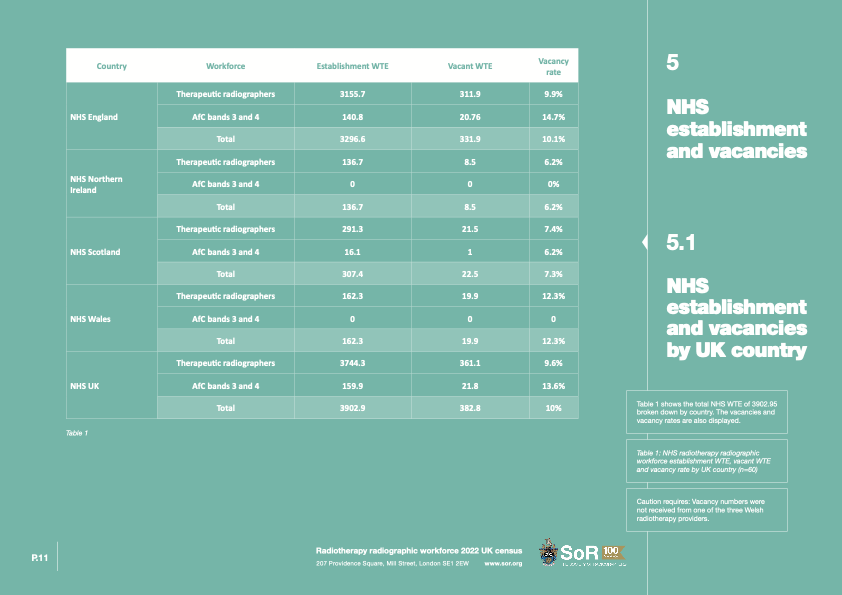 Country Workforce Establishment WTE Vacant WTE Vacancy rate
NHS England Therapeutic radiographers 3155.7 311.9 9.9%
AfC bands 3 and 4 140.8 20.76 14.7%
Total 3296.6 331.9 10.1%
NHS Northern Ireland Therapeutic radiographers 136.7 8.5 6.2%
AfC bands 3 and 4 0 0 0%
Total 136.7 8.5 6.2%
NHS Scotland Therapeutic radiographers 291.3 21.5 7.4%
AfC bands 3 and 4 16.1 1 6.2%
Total 307.4 22.5 7.3%
NHS Wales Therapeutic radiographers 162.3 19.9 12.3%
AfC bands 3 and 4 0 0 0
Total 162.3 19.9 12.3%
NHS UK Therapeutic radiographers 3744.3 361.1 9.6%
AfC bands 3 and 4 159.9 21.8 13.6%
Total 3902.9 382.8 10%
Table 1
5
NHS
establishment
and vacancies
5.1
NHS
establishment
and vacancies
by UK country
Table 1 shows the total NHS WTE of 3902.95
broken down by country. The vacancies and
vacancy rates are also displayed.
Table 1: NHS radiotherapy radiographic
workforce establishment WTE, vacant WTE
and vacancy rate by UK country (n=60)
Caution requires: Vacancy numbers were
not received from one of the three Welsh
radiotherapy providers.
P.11
Radiotherapy radiographic workforce 2022 UK census
207 Providence Square, Mill Street, London SE1 2EW www.sor.org
SoR 100